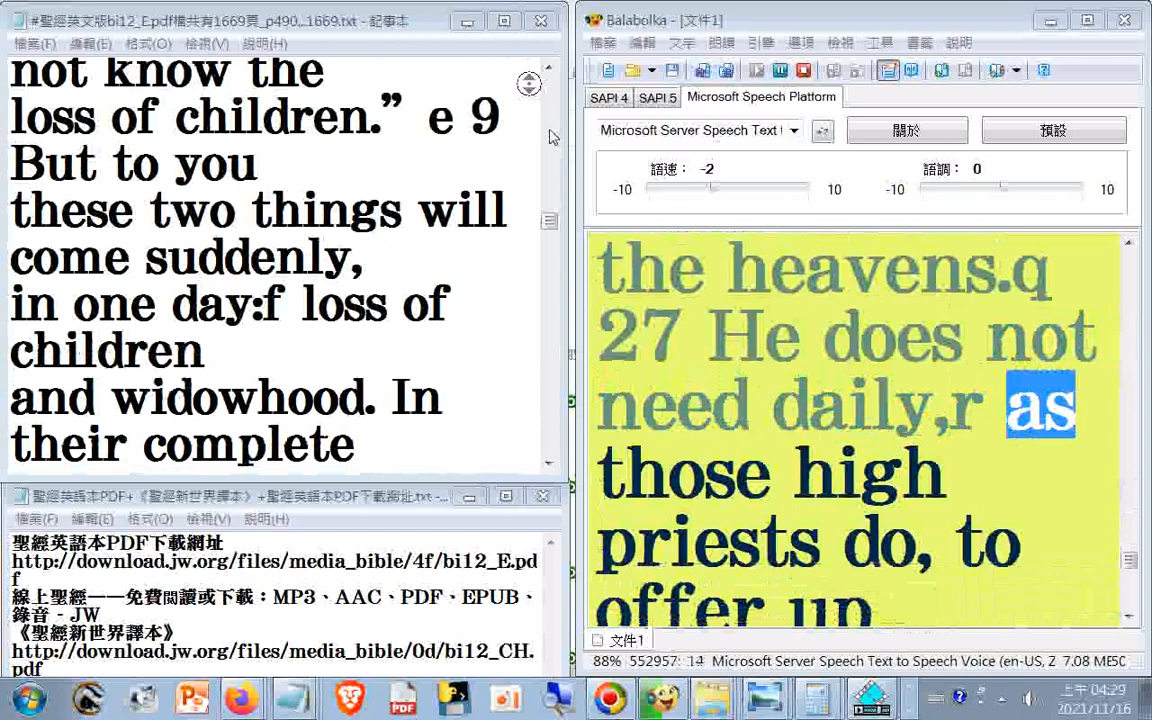 #聖經英文版bi12_E.pdf檔共有1669頁_p490,..1669.txt - 記事本
檔案(F) 編輯(E) 格式(O) 檢視(V) 說明(H)
not know the
loss of children.” e 9
But to you
these two things will
come suddenly,
in one day:f loss of
children
and widowhood. In
their complete
聖經英語本PDF+《聖經新世界譯本》+聖經英語本PDF下載網址.txt -...
檔案(F) 編輯(E) 格式(O) 檢視(V) 說明(H)
聖經英語本PDF下載網址
http://download.jw.org/files/media_bible/4f/bi12_E.pd
f
線上聖經——免費閱讀或下載：MP3、AAC、PDF、EPUB、
錄音 - JW
《聖經新世界譯本》
http://download.jw.org/files/media_bible/0d/bi12_CH.
pdf
Balabolka - [文件1]
檔案 編輯 文字 朗讀 引擎 選項 檢視 工具 書籤 說明
SAPI 4 SAPI 5 Microsoft Speech Platform
Microsoft Server Speech Text 關於 預設
語速： -2 語調： 0
-10 10 -10 10
the heavens.q
27 He does not
need daily,r as
those high
priests do, to
offer up
文件1
88% 552957: 14 Microsoft Server Speech Text to Speech Voice (en-US, Z 7.08 ME
上午 04:29
2021/11/16